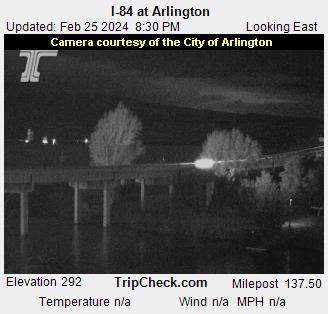 I-84 at Arlington
Updated: Feb 25 2024 8:30 PM Looking East
Camera courtesy of the City of Arlington
Elevation 292 TripCheck.com Milepost 137.50
Temperature n/a Wind n/a MPH n/a